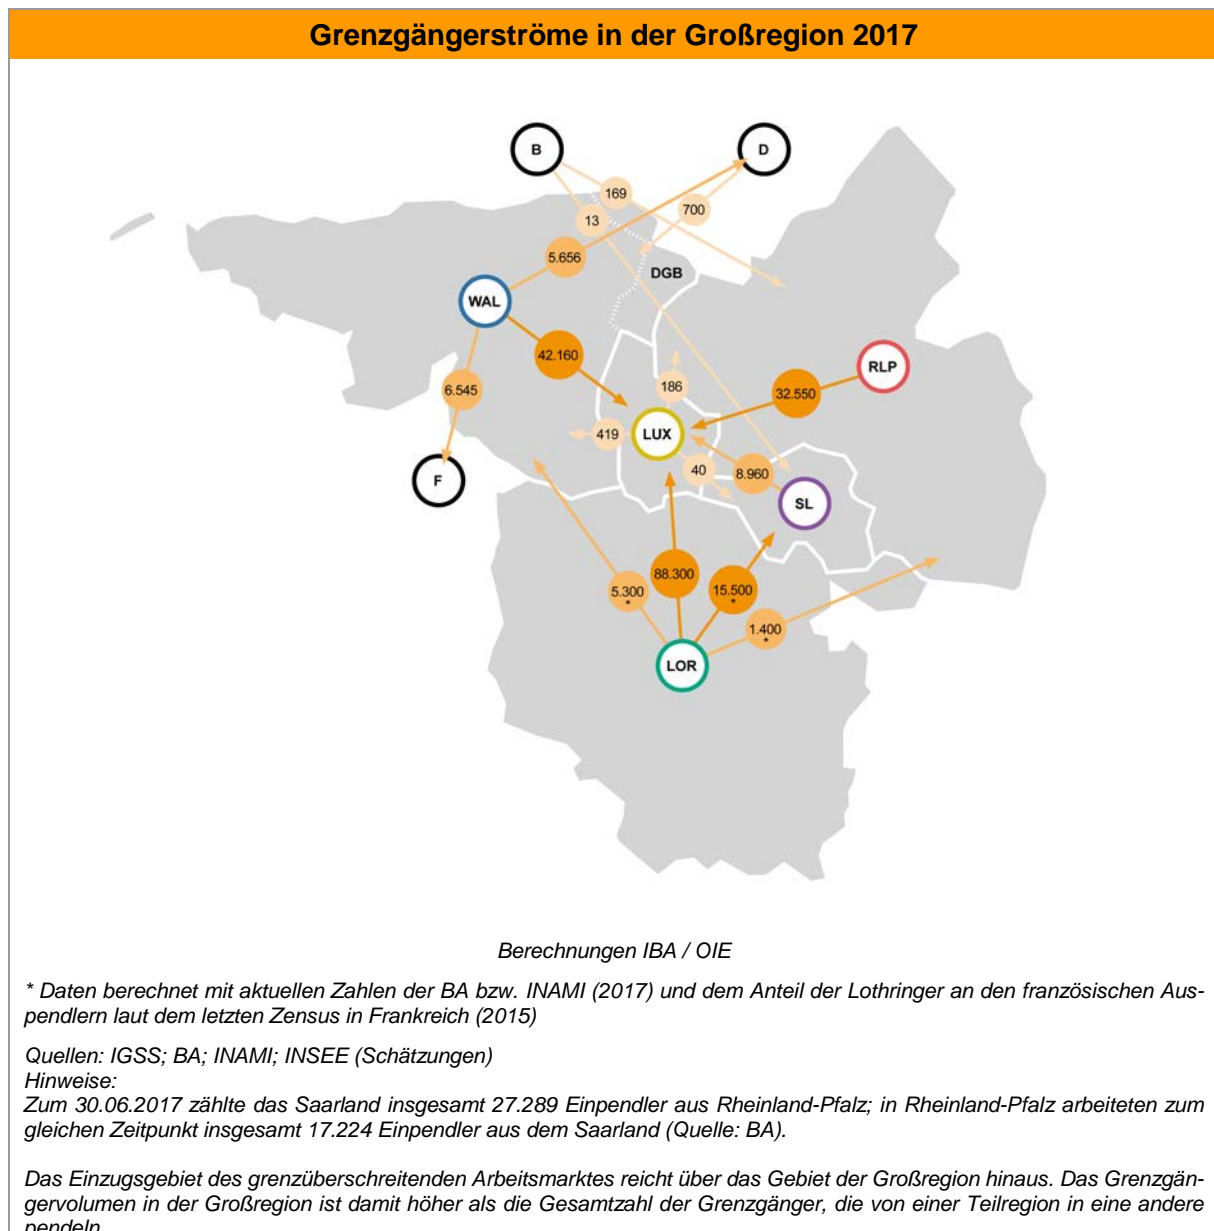 Grenzgängerströme in der Großregion 2017
B
D
169
700
13
5.656
DGB
WAL
42.160
RLP
6.545
186
32.550
LUX
419
40
8.960
F
SL
88.300
5.300
*
15.500
*
1.400
*
LOR
Berechnungen IBA / OIE
* Daten berechnet mit aktuellen Zahlen der BA bzw. INAMI (2017) und dem Anteil der Lothringer an den französischen Aus-
pendlern laut dem letzten Zensus in Frankreich (2015)
Quellen: IGSS; BA; INAMI; INSEE (Schätzungen)
Hinweise:
Zum 30.06.2017 zählte das Saarland insgesamt 27.289 Einpendler aus Rheinland-Pfalz; in Rheinland-Pfalz arbeiteten zum
gleichen Zeitpunkt insgesamt 17.224 Einpendler aus dem Saarland (Quelle: BA).
Das Einzugsgebiet des grenzüberschreitenden Arbeitsmarktes reicht über das Gebiet der Großregion hinaus. Das Grenzgän-
gervolumen in der Großregion ist damit höher als die Gesamtzahl der Grenzgänger, die von einer Teilregion in eine andere
pendeln.